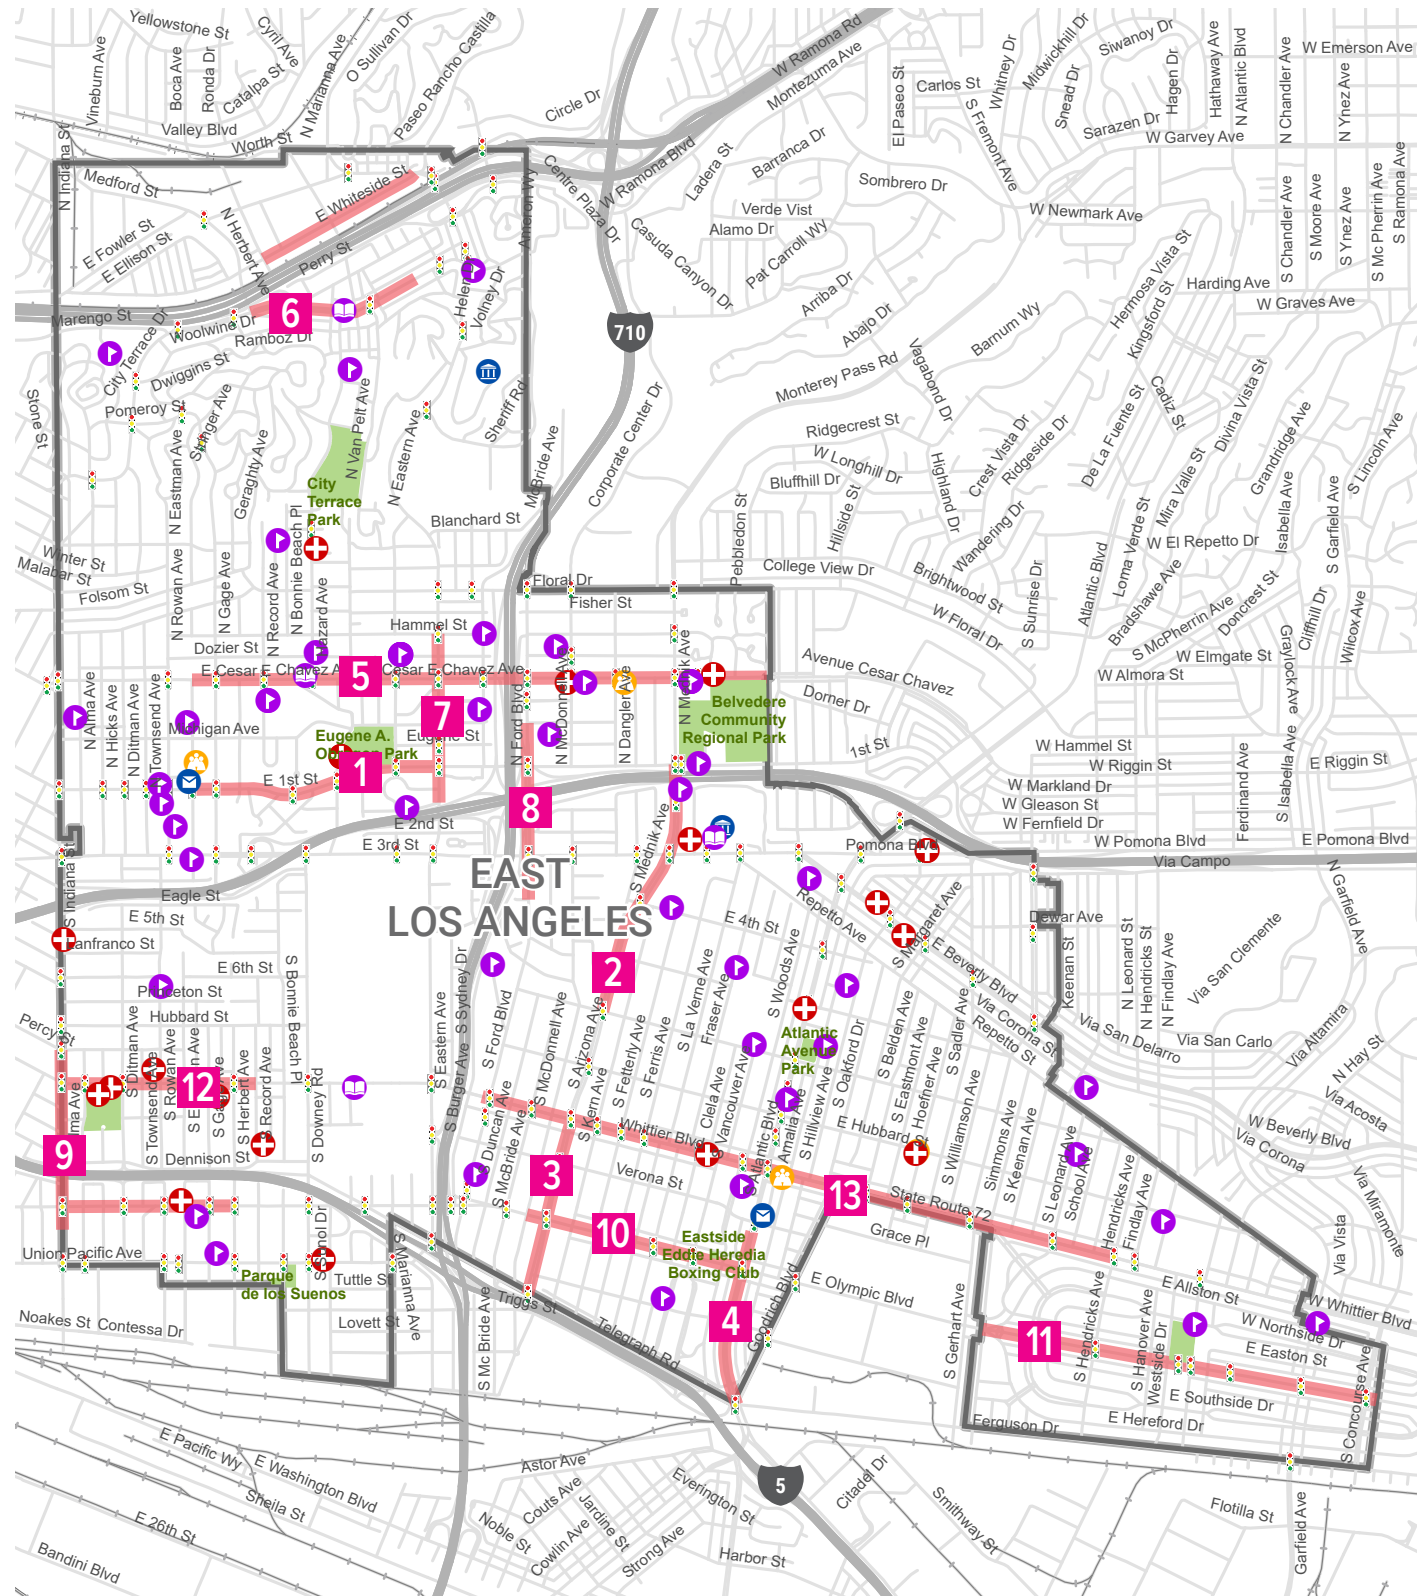 Yellowstone St
Cyril Ave
O Sullivan Dr
Paseo Rancho Castilla
Vineburn Ave
Boca Ave
Ronda Dr
Catalpa St
N Marianna Ave
Valley Blvd
Worth St
Circle Dr
W Ramona Rd
Montezuma Ave
El Paseo St
Carlos St
S Fremont Ave
Whitney Dr
Midwickhill Dr
Snead Dr
Siwanoy Dr
Hagen Dr
Sarazen Dr
Hathaway Ave
N Atlantic Blvd
N Chandler Ave
W Emerson Ave
N Ynez Ave
W Garvey Ave
N Indiana St
Medford St
E Whiteside St
N Herbert Ave
E Fowler St
E Ellison St
Perry St
Centre Plaza Dr
W Ramona Blvd
Ladera St
Barranca Dr
Sombrero Dr
Verde Vist
Alamo Dr
Casuda Canyon Dr
Pat Carroll Wy
Arriba Dr
W Newmark Ave
S Chandler Ave
S Moore Ave
S Ynez Ave
S Mc Pherrin Ave
S Ramona Ave
Hermosa Vista St
Harding Ave
W Graves Ave
Kingsford St
Marengo St
Woolwine Dr
6
Ramboz Dr
Volney Dr
710
Abajo Dr
Barnum Wy
City Terrace Dr
Dwiggins St
Pomeroy St
Stone St
N Eastman Ave
Geraghty Ave
N Van Pelt Ave
N Eastern Ave
Sheriff Rd
McBride Ave
Corporate Center Dr
Monterey Pass Rd
Vagabond Dr
Ridgecrest St
W Longhill Dr
Bluffhill Dr
Hillside St
Highland Dr
Crest Vista Dr
Ridgeside Dr
Wandering Dr
Cadiz St
De La Fuente St
Divina Vista St
Mira Valle St
Grandridge Ave
S Lincoln Ave
City
Terrace
Park
Blanchard St
Pebbledon St
Loma Verde St
W El Repetto Dr
Isabella Ave
S Garfield Ave
Winter St
Malabar St
Folsom St
N Rowan Ave
N Gage Ave
N Record Ave
N Bonnie Beach Pl
Floral Dr
Fisher St
College View Dr
Brightwood St
W Floral Dr
S Sunrise Dr
Atlantic Blvd
Bradshawe Ave
S McPherrin Ave
Doncrest St
Cliffhill Dr
Wilcox Ave
Hammel St
Dozier St
5
Cesar E Chavez Ave
Avenue Cesar Chavez
Dorner Dr
1st St
W Elmgate St
W Almora St
Graylock Ave
N Alma Ave
N Hicks Ave
N Ditman Ave
Townsend Ave
Michigan Ave
7
N Ford Blvd
N Dangler Ave
Belvedere
Community
Regional Park
W Hammel St
W Riggin St
E Riggin St
E 1st St
1
8
W Markland Dr
W Gleason St
W Fernfield Dr
Ferdinand Ave
S Isabella Ave
E 2nd St
E 3rd St
S Mednik Ave
W Pomona Blvd
E Pomona Blvd
Via Campo
EAST
LOS ANGELES
Eagle St
E 5th St
S Indiana St
E 6th St
Princeton St
Hubbard St
Percy St
S Bonnie Beach Pl
S Sydney Dr
2
E 4th St
Repetto Ave
S Margaret Ave
E Beverly Blvd
Dewar Ave
Keenan St
N Leonard St
N Hendricks St
N Findlay Ave
Via San Clemente
N Garfield Ave
S Ford Blvd
S McDonnell Ave
S Arizona Ave
S La Verne Ave
Fraser Ave
S Woods Ave
Via Corona St
Repetto St
Via San Delarro
Via San Carlo
Via Altamira
N Hay St
Via Acosta
Atlantic
Avenue
Park
S Oakford Dr
S Belden Ave
S Eastmont Ave
S Sadler Ave
Hoefner Ave
12
S Ditman Ave
S Rowan Ave
S Herbert Ave
S Record Ave
S Downey Rd
S Eastern Ave
S Burger Ave
S Duncan Ave
S McBride Ave
S Kern Ave
S Fetterly Ave
S Ferris Ave
Clela Ave
S Vancouver Ave
Amalia Ave
S Hillview Ave
E Hubbard St
S Williamson Ave
Simmons Ave
S Keenan Ave
S Leonard Ave
School Ave
Hendricks Ave
Findlay Ave
W Beverly Blvd
Via Corona
Via Miramonte
Via Vista
9
Dennison St
3
Whittier Blvd
Verona St
13
State Route 72
Grace Pl
10
Eastside
Eddie Heredia
Boxing Club
Union Pacific Ave
Parque
de los Suenos
Tuttle St
Lovett St
S Marianna Ave
Triggs St
Telegraph Rd
4
Goodrich Blvd
E Olympic Blvd
S Gerhart Ave
11
S Hendricks Ave
S Hanover Ave
Westside Dr
E Allston St
W Whittier Blvd
W Northside Dr
E Easton St
E Southside Dr
E Hereford Dr
Ferguson Dr
S Concourse Ave
Noakes St
Contessa Dr
S Mc Bride Ave
E Pacific Wy
E Washington Blvd
Sheila St
E 26th St
Bandini Blvd
Astor Ave
Couts Ave
Noble St
Cowlin Ave
Jardine St
Strong Ave
Everington St
Harbor St
5
Citadel Dr
Smithway St
Flotilla St
Garfield Ave